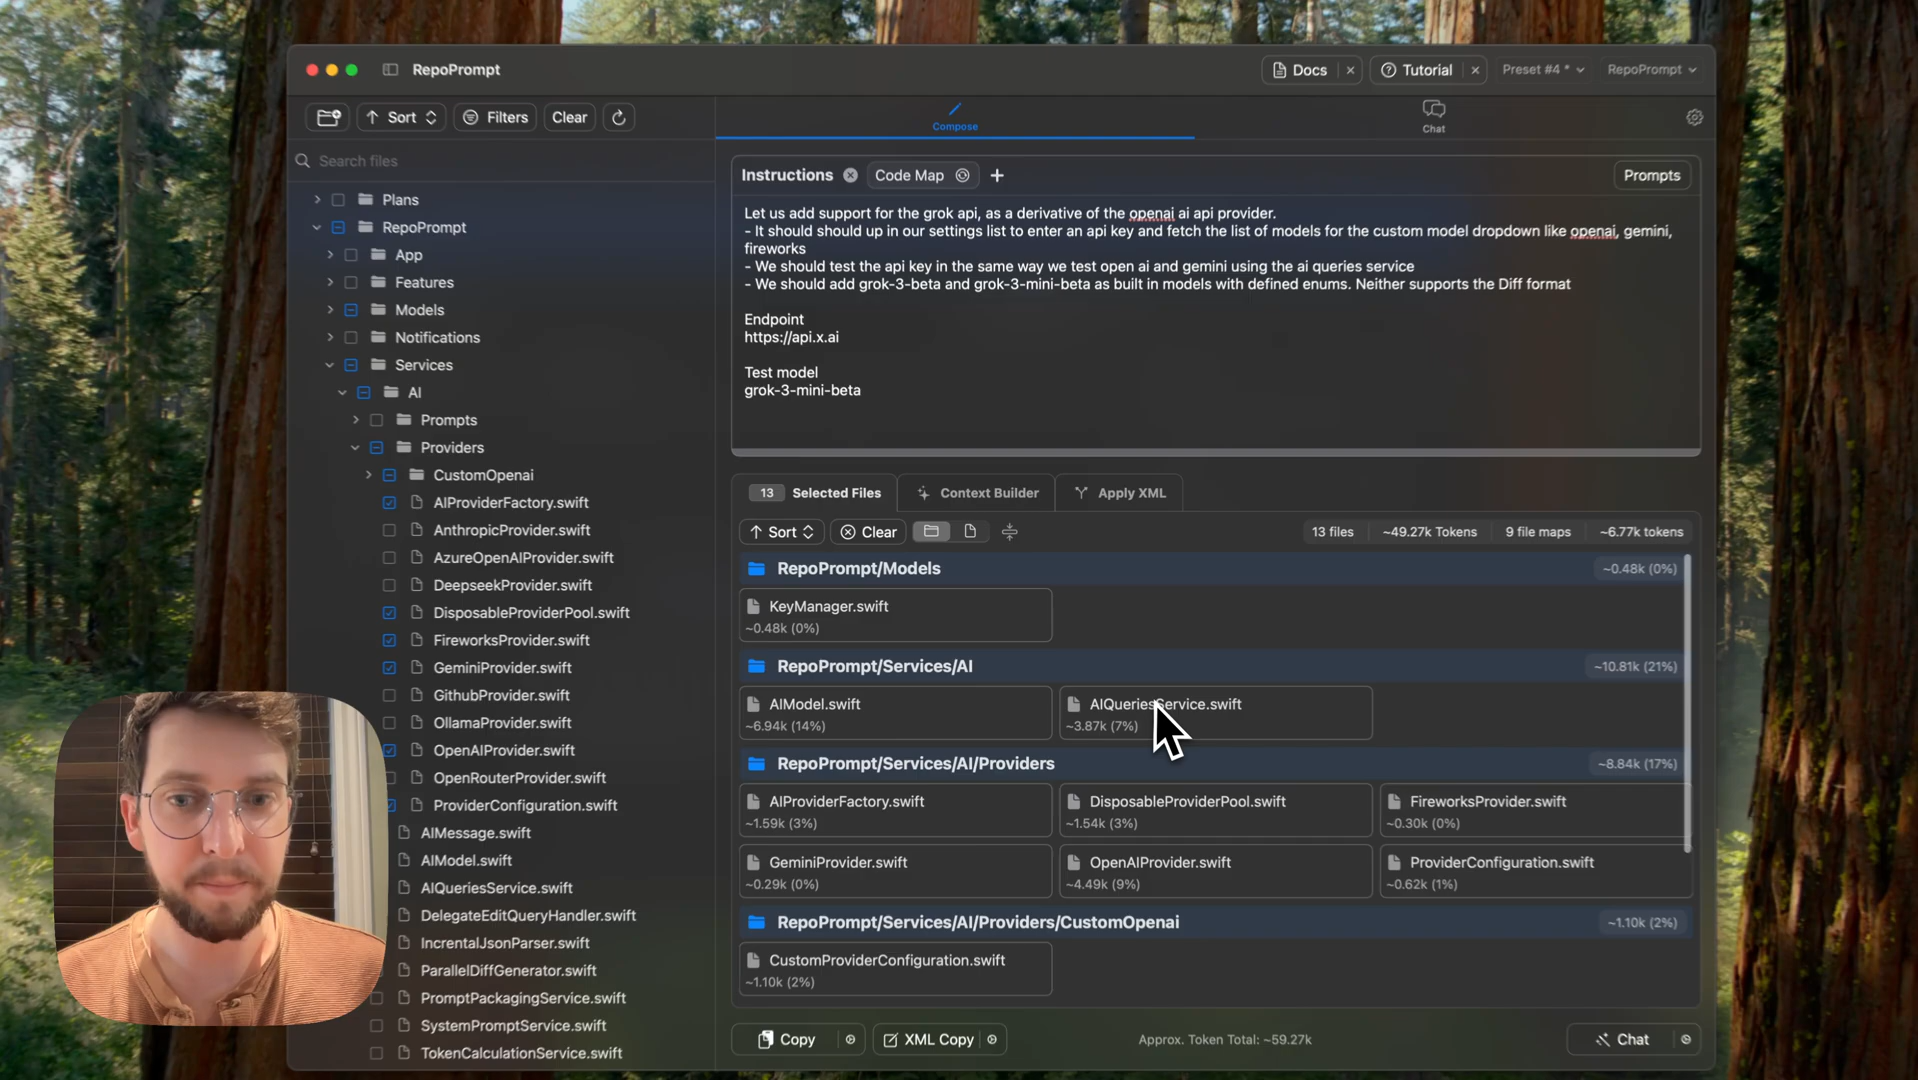 RepoPrompt
Docs
Tutorial
Preset #4 *
RepoPrompt
Sort
Filters
Clear
Compose
Chat
Search files
Plans
RepoPrompt
App
Features
Models
Notifications
Services
AI
Prompts
Providers
CustomOpenai
AIProviderFactory.swift
AnthropicProvider.swift
AzureOpenAIProvider.swift
DeepseekProvider.swift
DisposableProviderPool.swift
FireworksProvider.swift
GeminiProvider.swift
GithubProvider.swift
OllamaProvider.swift
OpenAIProvider.swift
OpenRouterProvider.swift
ProviderConfiguration.swift
AIMessage.swift
AIModel.swift
AIQueriesService.swift
DelegateEditQueryHandler.swift
IncrentalJsonParser.swift
ParallelDiffGenerator.swift
PromptPackagingService.swift
SystemPromptService.swift
TokenCalculationService.swift
Instructions
Code Map
Prompts
Let us add support for the grok api, as a derivative of the openai ai api provider.
- It should should up in our settings list to enter an api key and fetch the list of models for the custom model dropdown like openai, gemini,
fireworks
- We should test the api key in the same way we test open ai and gemini using the ai queries service
- We should add grok-3-beta and grok-3-mini-beta as built in models with defined enums. Neither supports the Diff format
Endpoint
https://api.x.ai
Test model
grok-3-mini-beta
13 Selected Files
Context Builder
Apply XML
Sort
Clear
13 files
~49.27k Tokens
9 file maps
~6.77k tokens
RepoPrompt/Models
~0.48k (0%)
KeyManager.swift
~0.48k (0%)
RepoPrompt/Services/AI
~10.81k (21%)
AIModel.swift
~6.94k (14%)
AIQueriesService.swift
~3.87k (7%)
RepoPrompt/Services/AI/Providers
~8.84k (17%)
AIProviderFactory.swift
~1.59k (3%)
DisposableProviderPool.swift
~1.54k (3%)
FireworksProvider.swift
~0.30k (0%)
GeminiProvider.swift
~0.29k (0%)
OpenAIProvider.swift
~4.49k (9%)
ProviderConfiguration.swift
~0.62k (1%)
RepoPrompt/Services/AI/Providers/CustomOpenai
~1.10k (2%)
CustomProviderConfiguration.swift
~1.10k (2%)
Copy
XML Copy
Approx. Token Total: ~59.27k
Chat